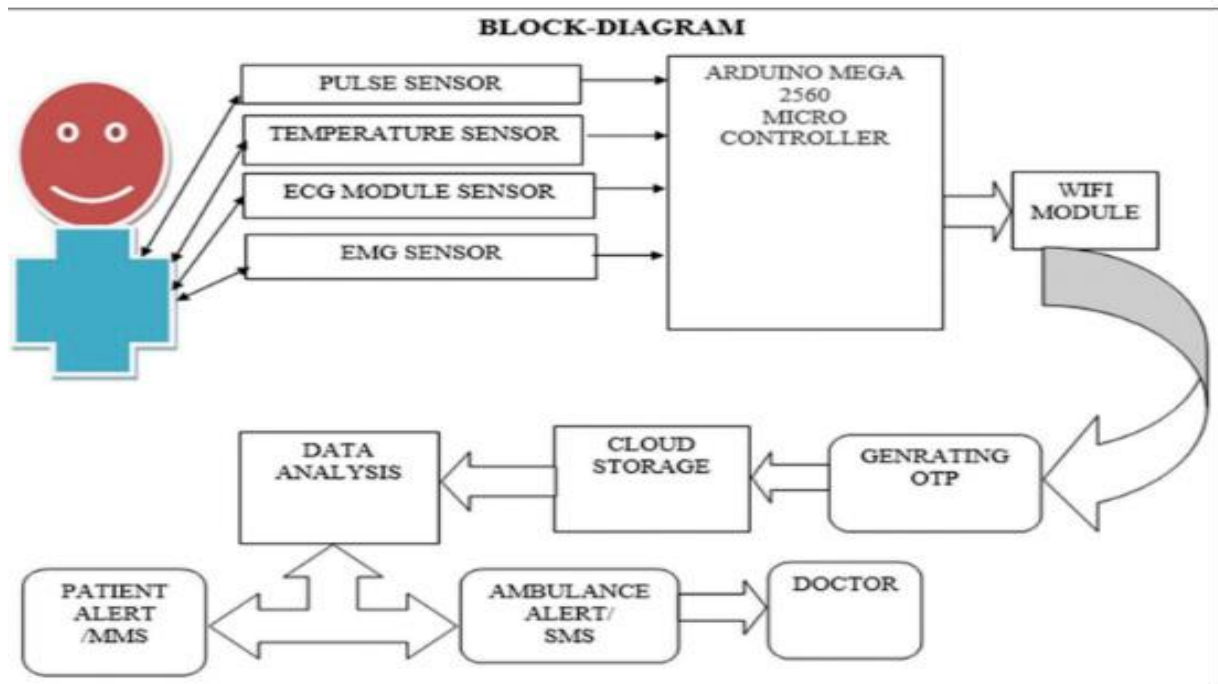 BLOCK-DIAGRAM
PULSE SENSOR
TEMPERATURE SENSOR
ECG MODULE SENSOR
EMG SENSOR
ARDUINO MEGA
2560
MICRO
CONTROLLER
WIFI
MODULE
DATA
ANALYSIS
CLOUD
STORAGE
GENRATING
OTP
PATIENT
ALERT
/MMS
AMBULANCE
ALERT/
SMS
DOCTOR